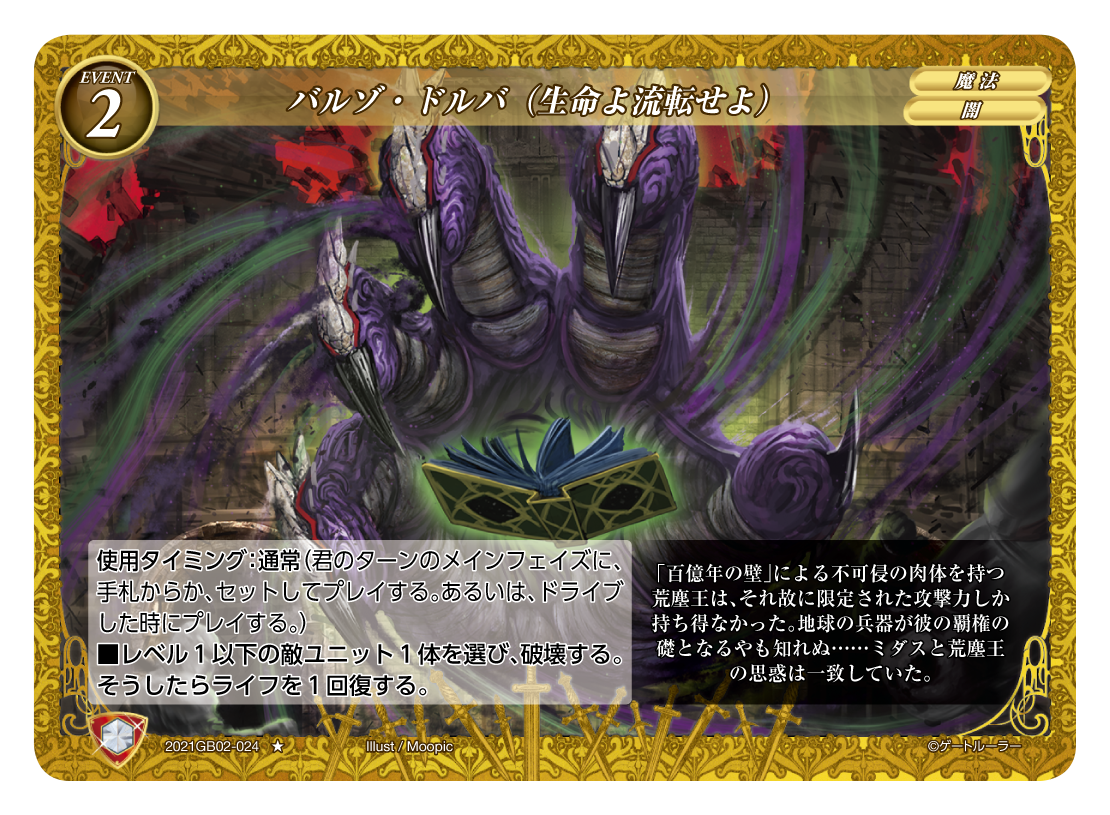 EVENT
2
バルゾ・ドルバ（生命よ流転せよ）
魔法
闇
使用タイミング：通常（君のターンのメインフェイズに、
手札からか、セットしてプレイする。あるいは、ドライブ
した時にプレイする。）
■レベル１以下の敵ユニット１体を選び、破壊する。
そうしたらライフを１回復する。
「百億年の壁」による不可侵の肉体を持つ
荒塵王は、それ故に限定された攻撃力しか
持ち得なかった。地球の兵器が彼の覇権の
礎となるやも知れぬ……ミダスと荒塵王
の思惑は一致していた。
2021GB02-024 ★
Illust / Moopic
©ゲートルーラー